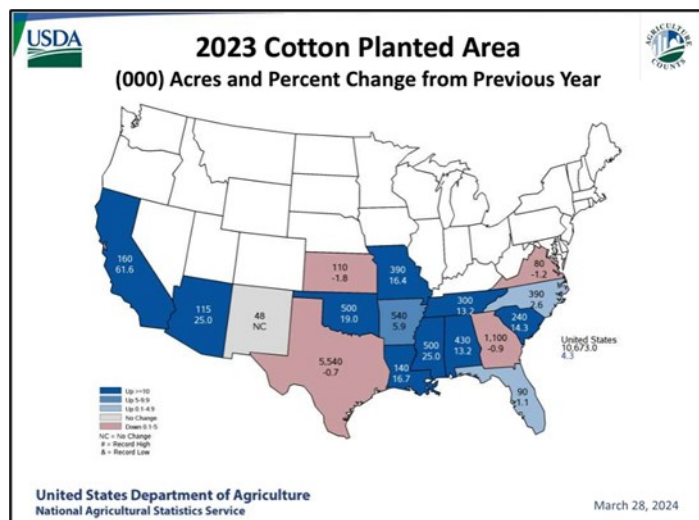 USDA
2023 Cotton Planted Area
(000) Acres and Percent Change from Previous Year
AGRICULTURE
COUNTS
160
61.6
115
25.0
48
NC
110
-1.8
500
19.0
5,540
-0.7
390
16.4
540
5.9
140
16.7
500
25.0
300
13.2
430
13.2
1,100
-0.9
80
-1.2
390
2.6
240
14.3
90
1.1
United States
10,673.0
4.3
Up >=10
Up 5-9.9
Up 0.1-4.9
No Change
Down 0.1-5
NC = No Change
# = Record High
& = Record Low
United States Department of Agriculture
National Agricultural Statistics Service
March 28, 2024